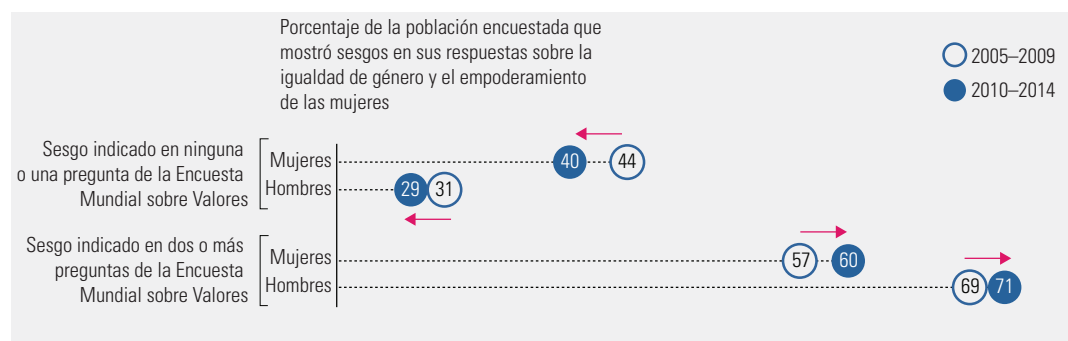 Porcentaje de la población encuestada que
mostró sesgos en sus respuestas sobre la
igualdad de género y el empoderamiento
de las mujeres
2005–2009
2010–2014
Sesgo indicado en ninguna
o una pregunta de la Encuesta
Mundial sobre Valores
Mujeres
40
44
Hombres
29
31
Sesgo indicado en dos o más
preguntas de la Encuesta
Mundial sobre Valores
Mujeres
57
60
Hombres
69
71